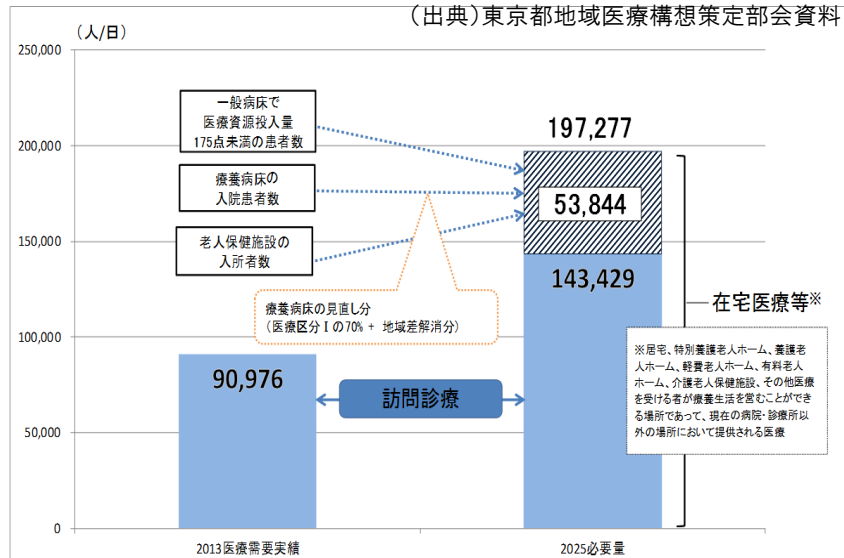 （出典）東京都地域医療構想策定部会資料
（人/日）
250,000
200,000
150,000
100,000
50,000
0
一般病床で
医療資源投入量
175点未満の患者数
療養病床の
入院患者数
老人保健施設の
入所者数
療養病床の見直し分
（医療区分Ⅰの70% + 地域差解消分）
197,277
53,844
143,429
90,976
訪問診療
在宅医療等※
※居宅、特別養護老人ホーム、養護老
人ホーム、軽費老人ホーム、有料老人
ホーム、介護老人保健施設、その他医療
を受ける者が療養生活を営むことができ
る場所であって、現在の病院・診療所以
外の場所において提供される医療
2013医療需要実績
2025必要量